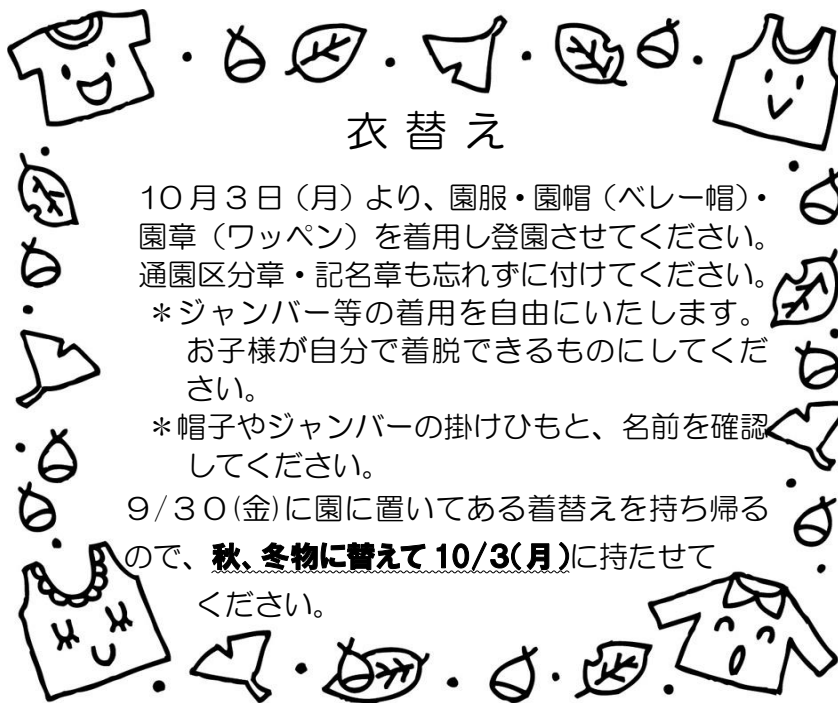 衣替え
10月3日(月)より、園服・園帽(ベレー帽)・
園章(ワッペン)を着用し登園させてください。
通園区分章・記名章も忘れずに付けてください。
＊ジャンバー等の着用を自由にいたします。
お子様が自分で着脱できるものにしてくだ
さい。
＊帽子やジャンバーの掛けひもと、名前を確認
してください。
9/30(金)に園に置いてある着替えを持ち帰る
ので、秋、冬物に替えて10/3(月)に持たせて
ください。